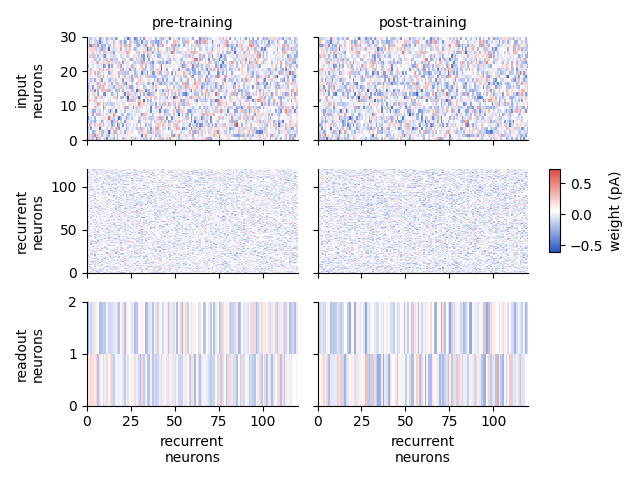 pre-training post-training
30
20
10
0
input
neurons
100
50
0
recurrent
neurons
0.5
0.0
−0.5
weight (pA)
2
1
0
readout
neurons
0 25 50 75 100 0 25 50 75 100
recurrent
neurons
recurrent
neurons